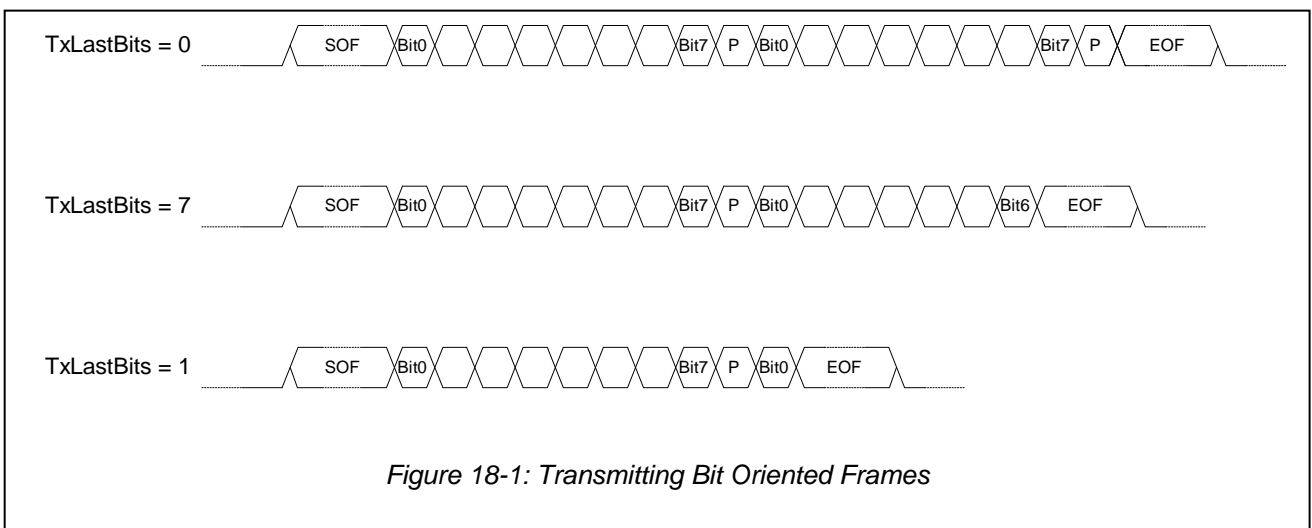 TxLastBits = 0 SOF Bit0 Bit7 P Bit0 Bit7 P EOF
TxLastBits = 7 SOF Bit0 Bit7 P Bit0 Bit6 EOF
TxLastBits = 1 SOF Bit0 Bit7 P Bit0 EOF
Figure 18-1: Transmitting Bit Oriented Frames